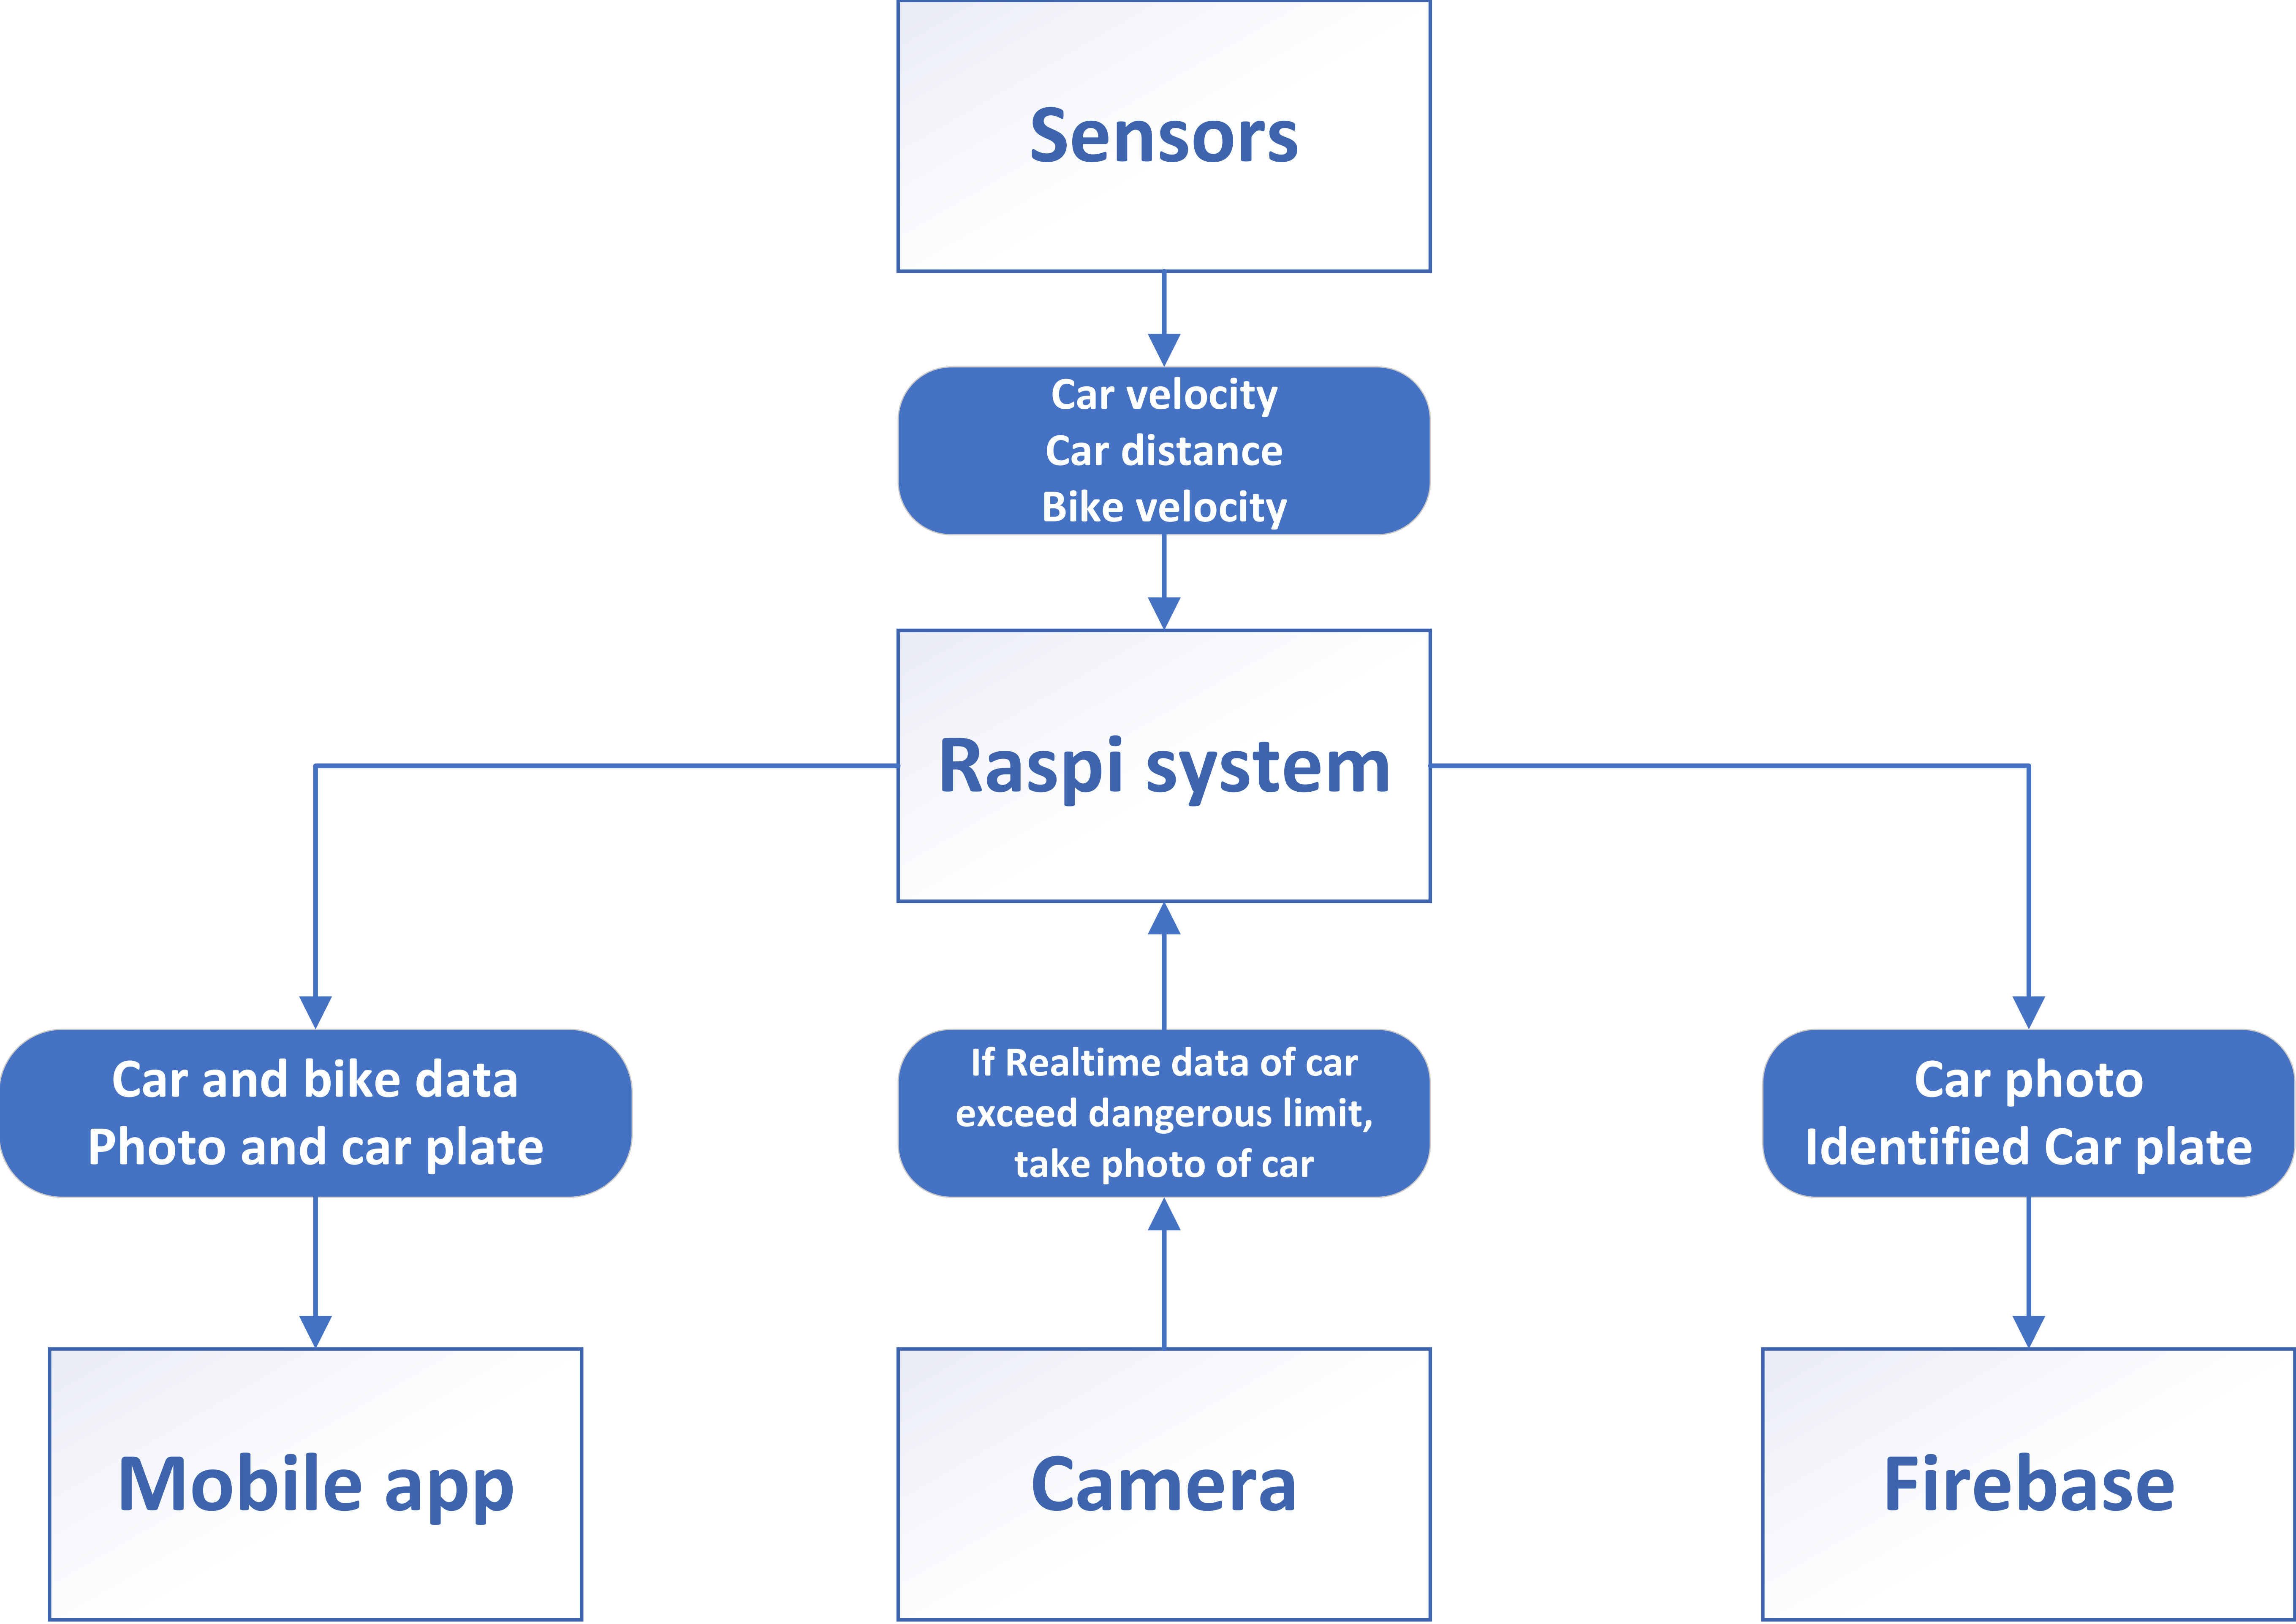 Sensors
Car velocity
Car distance
Bike velocity
Raspi system
Car and bike data
Photo and car plate
If Realtime data of car
exceed dangerous limit,
take photo of car
Car photo
Identified Car plate
Mobile app
Camera
Firebase